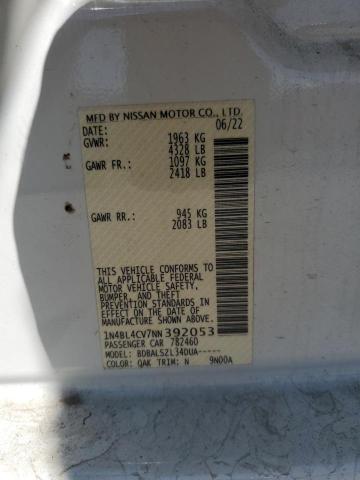 MFD BY NISSAN MOTOR CO., LTD.
DATE: 06/22
GVWR: 1963 KG
4328 LB
GAWR FR.: 1097 KG
2418 LB
GAWR RR.: 945 KG
2083 LB
THIS VEHICLE CONFORMS
TO ALL APPLICABLE FEDERAL
MOTOR VEHICLE SAFETY,
BUMPER, AND THEFT
PREVENTION STANDARDS IN
EFFECT ON THE DATE OF
MANUFACTURE SHOWN ABOVE.
1N4BL4CV7NN392053
PASSENGER CAR 782460
MODEL: BDBALSZL34DUA-----
COLOR: QAK TRIM: N 9N00A